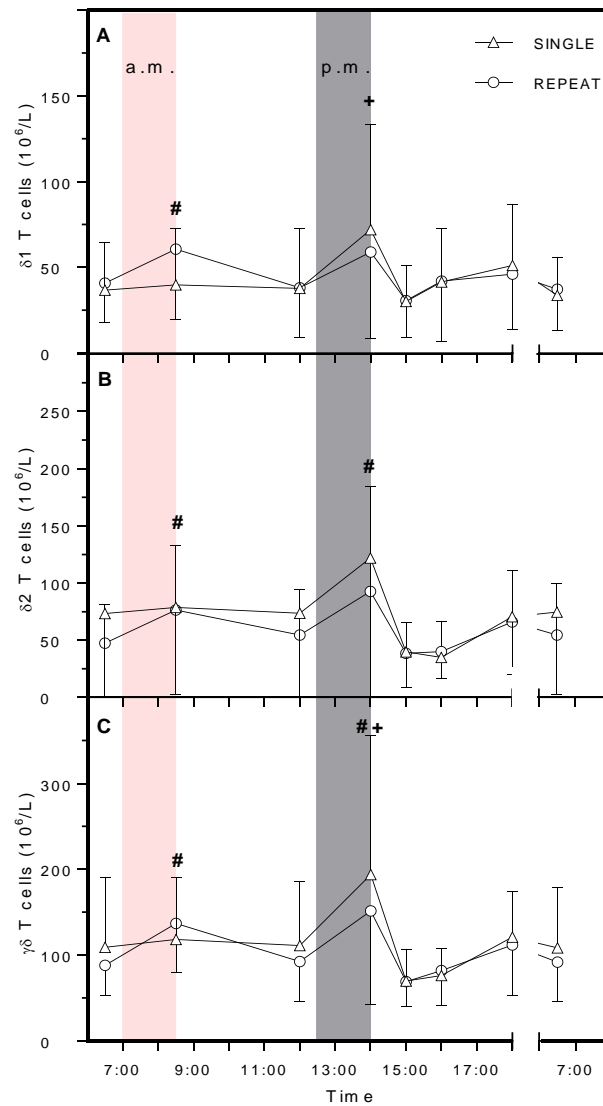 A
a.m.
p.m.
SINGLE
REPEAT
+
#
150
100
50
0
δ1 T cells (10⁶/L)
B
#
#
250
200
150
100
50
0
δ2 T cells (10⁶/L)
C
#+
#
300
200
100
0
γδ T cells (10⁶/L)
7:00 9:00 11:00 13:00 15:00 17:00 7:00
Time